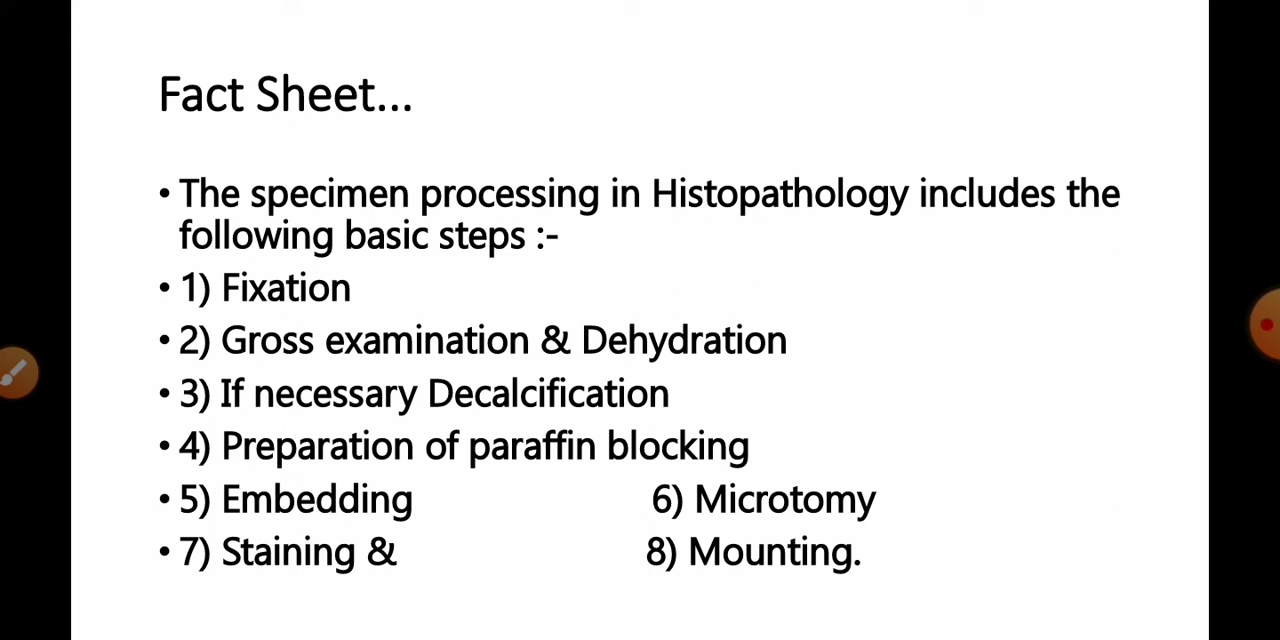 Fact Sheet...
• The specimen processing in Histopathology includes the
following basic steps :-
• 1) Fixation
• 2) Gross examination & Dehydration
• 3) If necessary Decalcification
• 4) Preparation of paraffin blocking
• 5) Embedding 6) Microtomy
• 7) Staining & 8) Mounting.